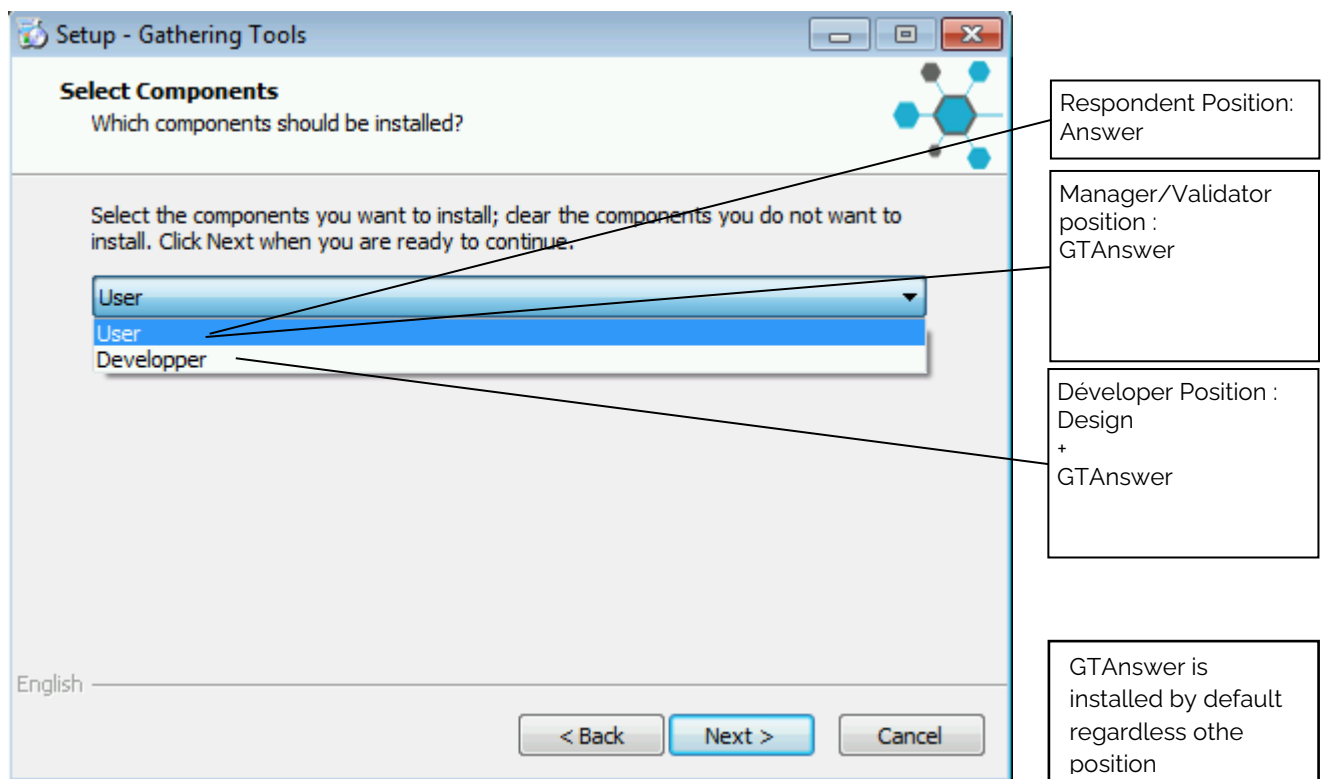 Setup - Gathering Tools
Select Components
Which components should be installed?
Select the components you want to install; clear the components you do not want to
install. Click Next when you are ready to continue.
User
User
Developper
English
< Back
Next >
Cancel
Respondent Position:
Answer
Manager/Validator
position :
GTAnswer
Déveloper Position :
Design
+
GTAnswer
GTAnswer is
installed by default
regardless othe
position